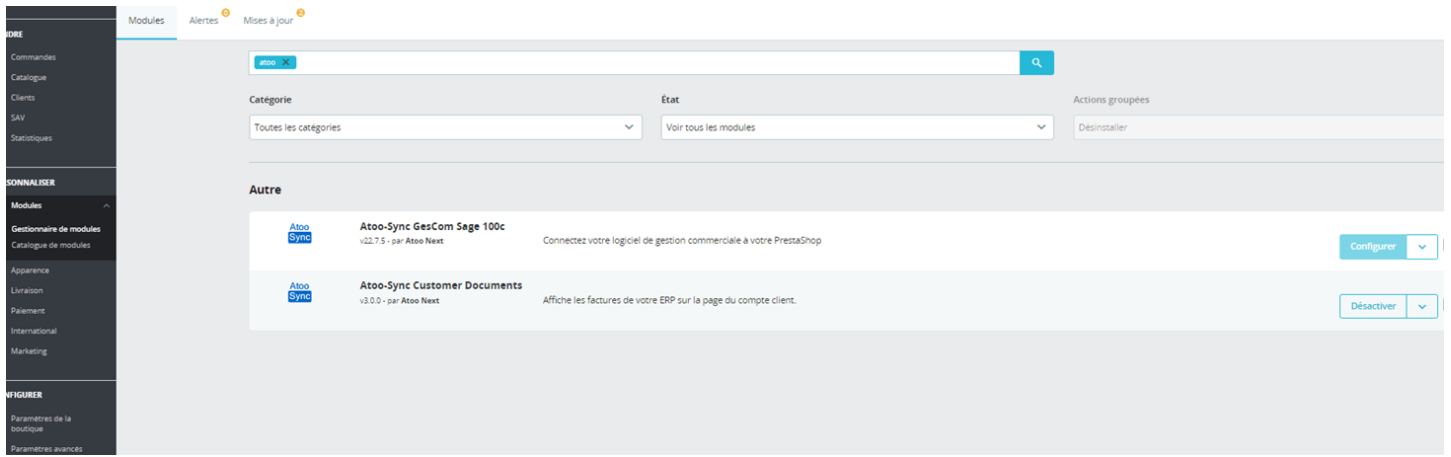 Modules
Alertes 0
Mises à jour 2
NDRE
Commandes
Catalogue
Clients
SAV
Statistiques
SONNALISER
Modules
Gestionnaire de modules
Catalogue de modules
Apparence
Livraison
Paiement
International
Marketing
NFIGURER
Paramètres de la
boutique
Paramètres avancés
atoo
Catégorie
Toutes les catégories
État
Voir tous les modules
Actions groupées
Désinstaller
Autre
Atoo
Sync
Atoo-Sync GesCom Sage 100c
v22.7.5 - par Atoo Next
Connectez votre logiciel de gestion commerciale à votre PrestaShop
Configurer
Atoo
Sync
Atoo-Sync Customer Documents
v3.0.0 - par Atoo Next
Affiche les factures de votre ERP sur la page du compte client.
Désactiver